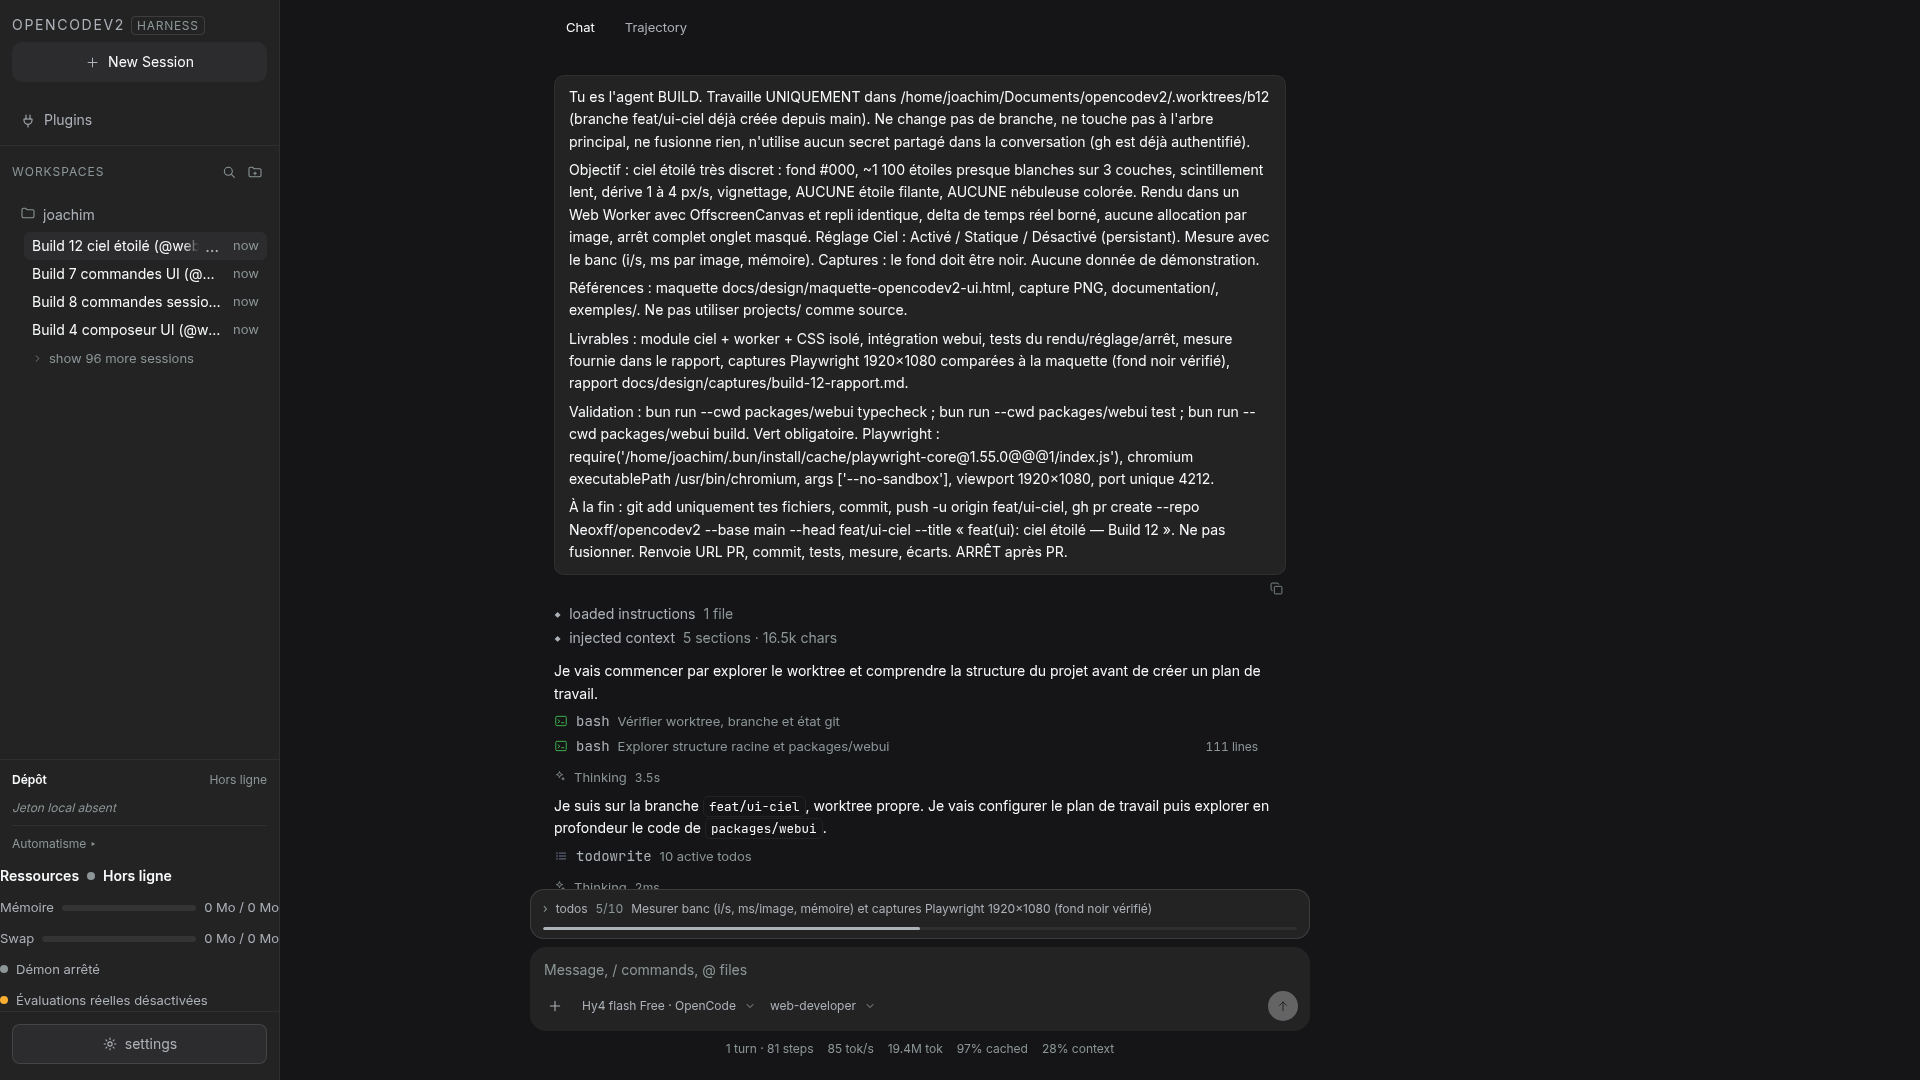 OPENCODEV2 HARNESS
New Session
Plugins
WORKSPACES
joachim
Build 12 ciel étoilé (@web ... now
Build 7 commandes UI (@... now
Build 8 commandes sessio... now
Build 4 composeur UI (@w... now
show 96 more sessions
Dépôt Hors ligne
Jeton local absent
Automatisme
Ressources Hors ligne
Mémoire 0 Mo / 0 Mo
Swap 0 Mo / 0 Mo
Démon arrêté
Évaluations réelles désactivées
settings
Chat Trajectory
Tu es l'agent BUILD. Travaille UNIQUEMENT dans /home/joachim/Documents/opencodev2/.worktrees/b12
(branche feat/ui-ciel déjà créée depuis main). Ne change pas de branche, ne touche pas à l'arbre
principal, ne fusionne rien, n'utilise aucun secret partagé dans la conversation (gh est déjà authentifié).
Objectif : ciel étoilé très discret : fond #000, ~1 100 étoiles presque blanches sur 3 couches, scintillement
lent, dérive 1 à 4 px/s, vignettage, AUCUNE étoile filante, AUCUNE nébuleuse colorée. Rendu dans un
Web Worker avec OffscreenCanvas et repli identique, delta de temps réel borné, aucune allocation par
image, arrêt complet onglet masqué. Réglage Ciel : Activé / Statique / Désactivé (persistant). Mesure avec
le banc (i/s, ms par image, mémoire). Captures : le fond doit être noir. Aucune donnée de démonstration.
Références : maquette docs/design/maquette-opencodev2-ui.html, capture PNG, documentation/,
exemples/. Ne pas utiliser projects/ comme source.
Livrables : module ciel + worker + CSS isolé, intégration webui, tests du rendu/réglage/arrêt, mesure
fournie dans le rapport, captures Playwright 1920×1080 comparées à la maquette (fond noir vérifié),
rapport docs/design/captures/build-12-rapport.md.
Validation : bun run --cwd packages/webui typecheck ; bun run --cwd packages/webui test ; bun run --
cwd packages/webui build. Vert obligatoire. Playwright :
require('/home/joachim/.bun/install/cache/playwright-core@1.55.0@@@1/index.js'), chromium
executablePath /usr/bin/chromium, args ['--no-sandbox'], viewport 1920×1080, port unique 4212.
À la fin : git add uniquement tes fichiers, commit, push -u origin feat/ui-ciel, gh pr create --repo
Neoxff/opencodev2 --base main --head feat/ui-ciel --title « feat(ui): ciel étoilé — Build 12 ». Ne pas
fusionner. Renvoie URL PR, commit, tests, mesure, écarts. ARRÊT après PR.
loaded instructions 1 file
injected context 5 sections · 16.5k chars
Je vais commencer par explorer le worktree et comprendre la structure du projet avant de créer un plan de
travail.
bash Vérifier worktree, branche et état git
bash Explorer structure racine et packages/webui 111 lines
Thinking 3.5s
Je suis sur la branche feat/ui-ciel, worktree propre. Je vais configurer le plan de travail puis explorer en
profondeur le code de packages/webui.
todowrite 10 active todos
Thinking 2ms
todos 5/10 Mesurer banc (i/s, ms/image, mémoire) et captures Playwright 1920×1080 (fond noir vérifié)
Message, / commands, @ files
Hy4 flash Free · OpenCode web-developer
1 turn · 81 steps 85 tok/s 19.4M tok 97% cached 28% context